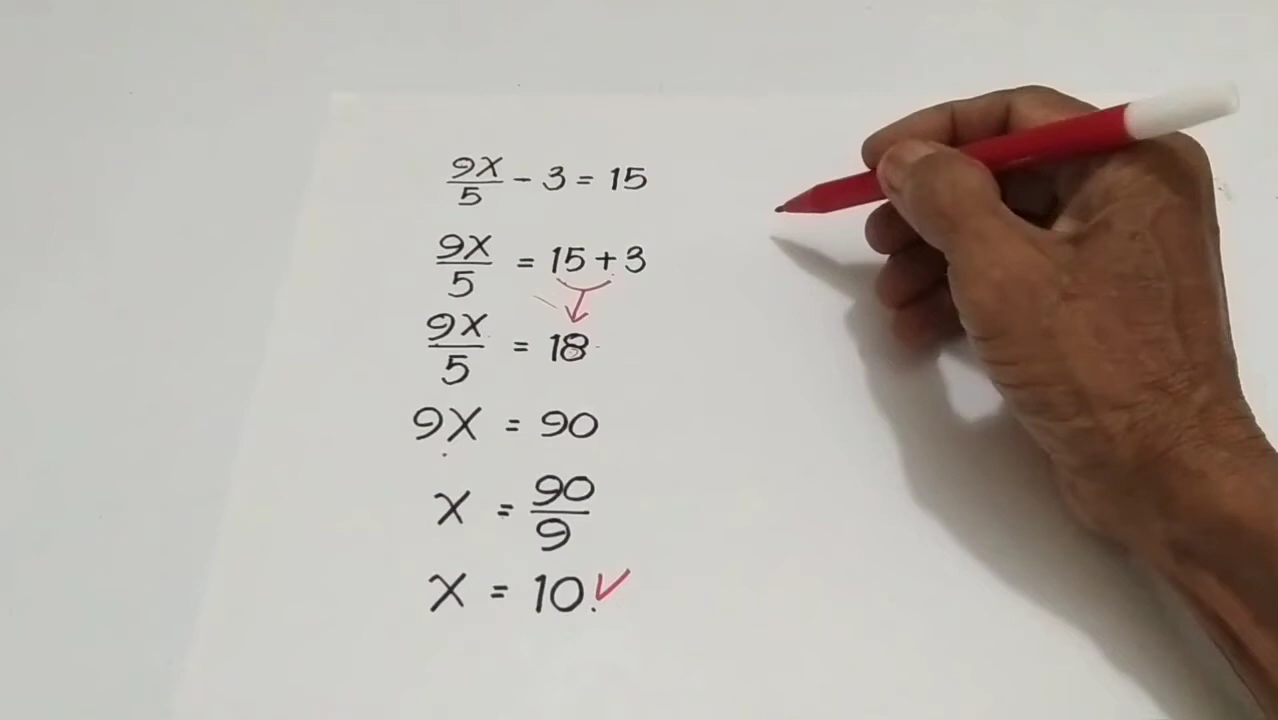 9X/5 - 3 = 15
9X/5 = 15 + 3
9X/5 = 18
9X = 90
X = 90/9
X = 10. ✓